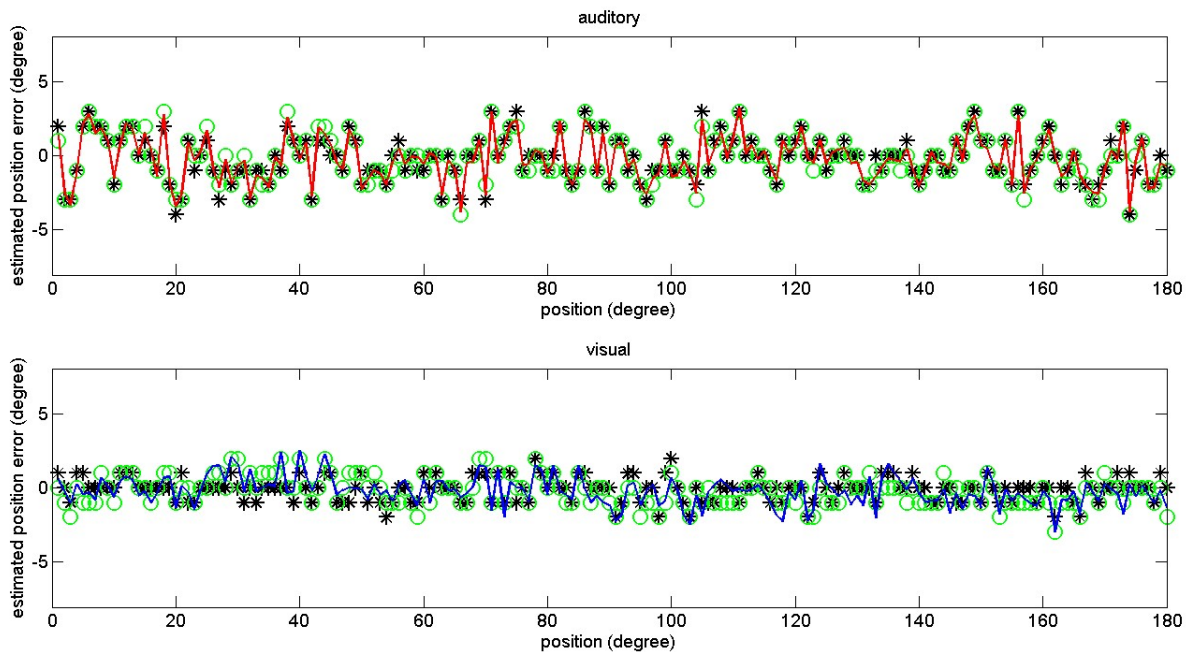 auditory
estimated position error (degree)
5
0
-5
0 20 40 60 80 100 120 140 160 180
position (degree)
visual
estimated position error (degree)
5
0
-5
0 20 40 60 80 100 120 140 160 180
position (degree)